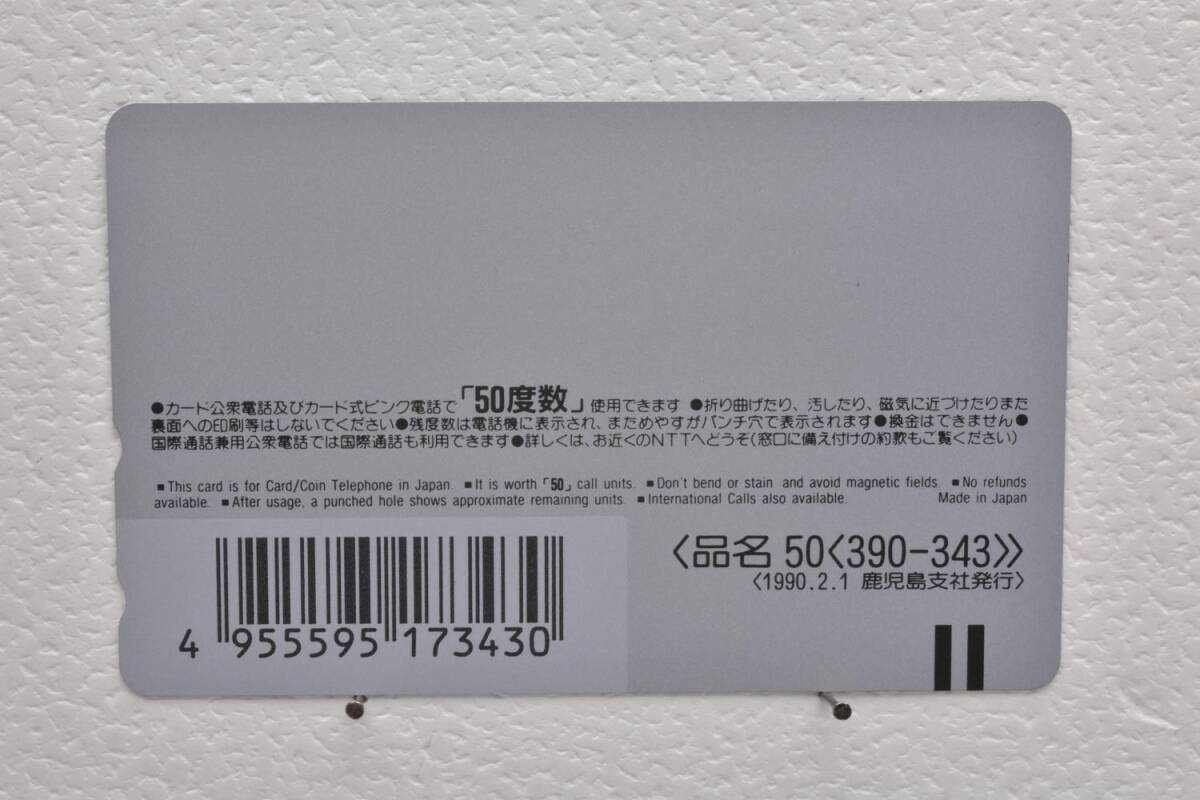 ●カード公衆電話及びカード式ピンク電話で「50度数」使用できます ●折り曲げたり、汚したり、磁気に近づけたりまた
裏面への印刷等はしないでください●残度数は電話機に表示され、まためやすがパンチ穴で表示されます●換金はできません●
国際通話兼用公衆電話では国際通話も利用できます●詳しくは、お近くのNTTへどうぞ(窓口に備え付けの約款もご覧ください)
■This card is for Card/Coin Telephone in Japan. ■It is worth「50」call units. ■Don't bend or stain and avoid magnetic fields. ■No refunds
available. ■After usage, a punched hole shows approximate remaining units. ■International Calls also available. Made in Japan
〈品名 50〈390-343〉〉
〈1990.2.1 鹿児島支社発行〉
4 955595 173430